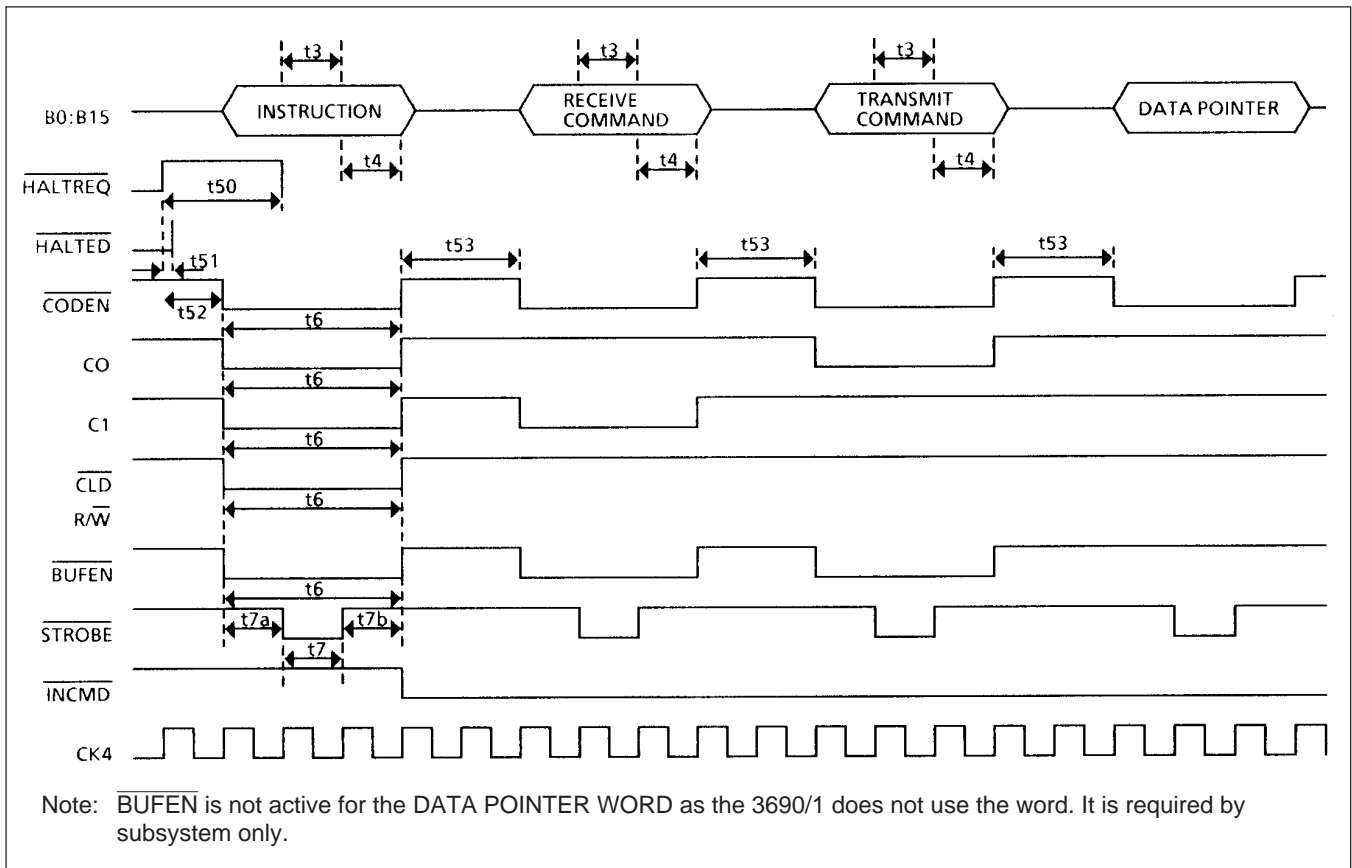 t3 t3 t3
B0:B15 INSTRUCTION RECEIVE COMMAND TRANSMIT COMMAND DATA POINTER
t4 t4 t4
HALTREQ t50
HALTED t51 t53 t53 t53
CODEN t52 t6
CO t6
C1 t6
CLD t6
R/W
BUFEN t6
STROBE t7a t7b t7
INCMD
CK4
Note: BUFEN is not active for the DATA POINTER WORD as the 3690/1 does not use the word. It is required by
subsystem only.